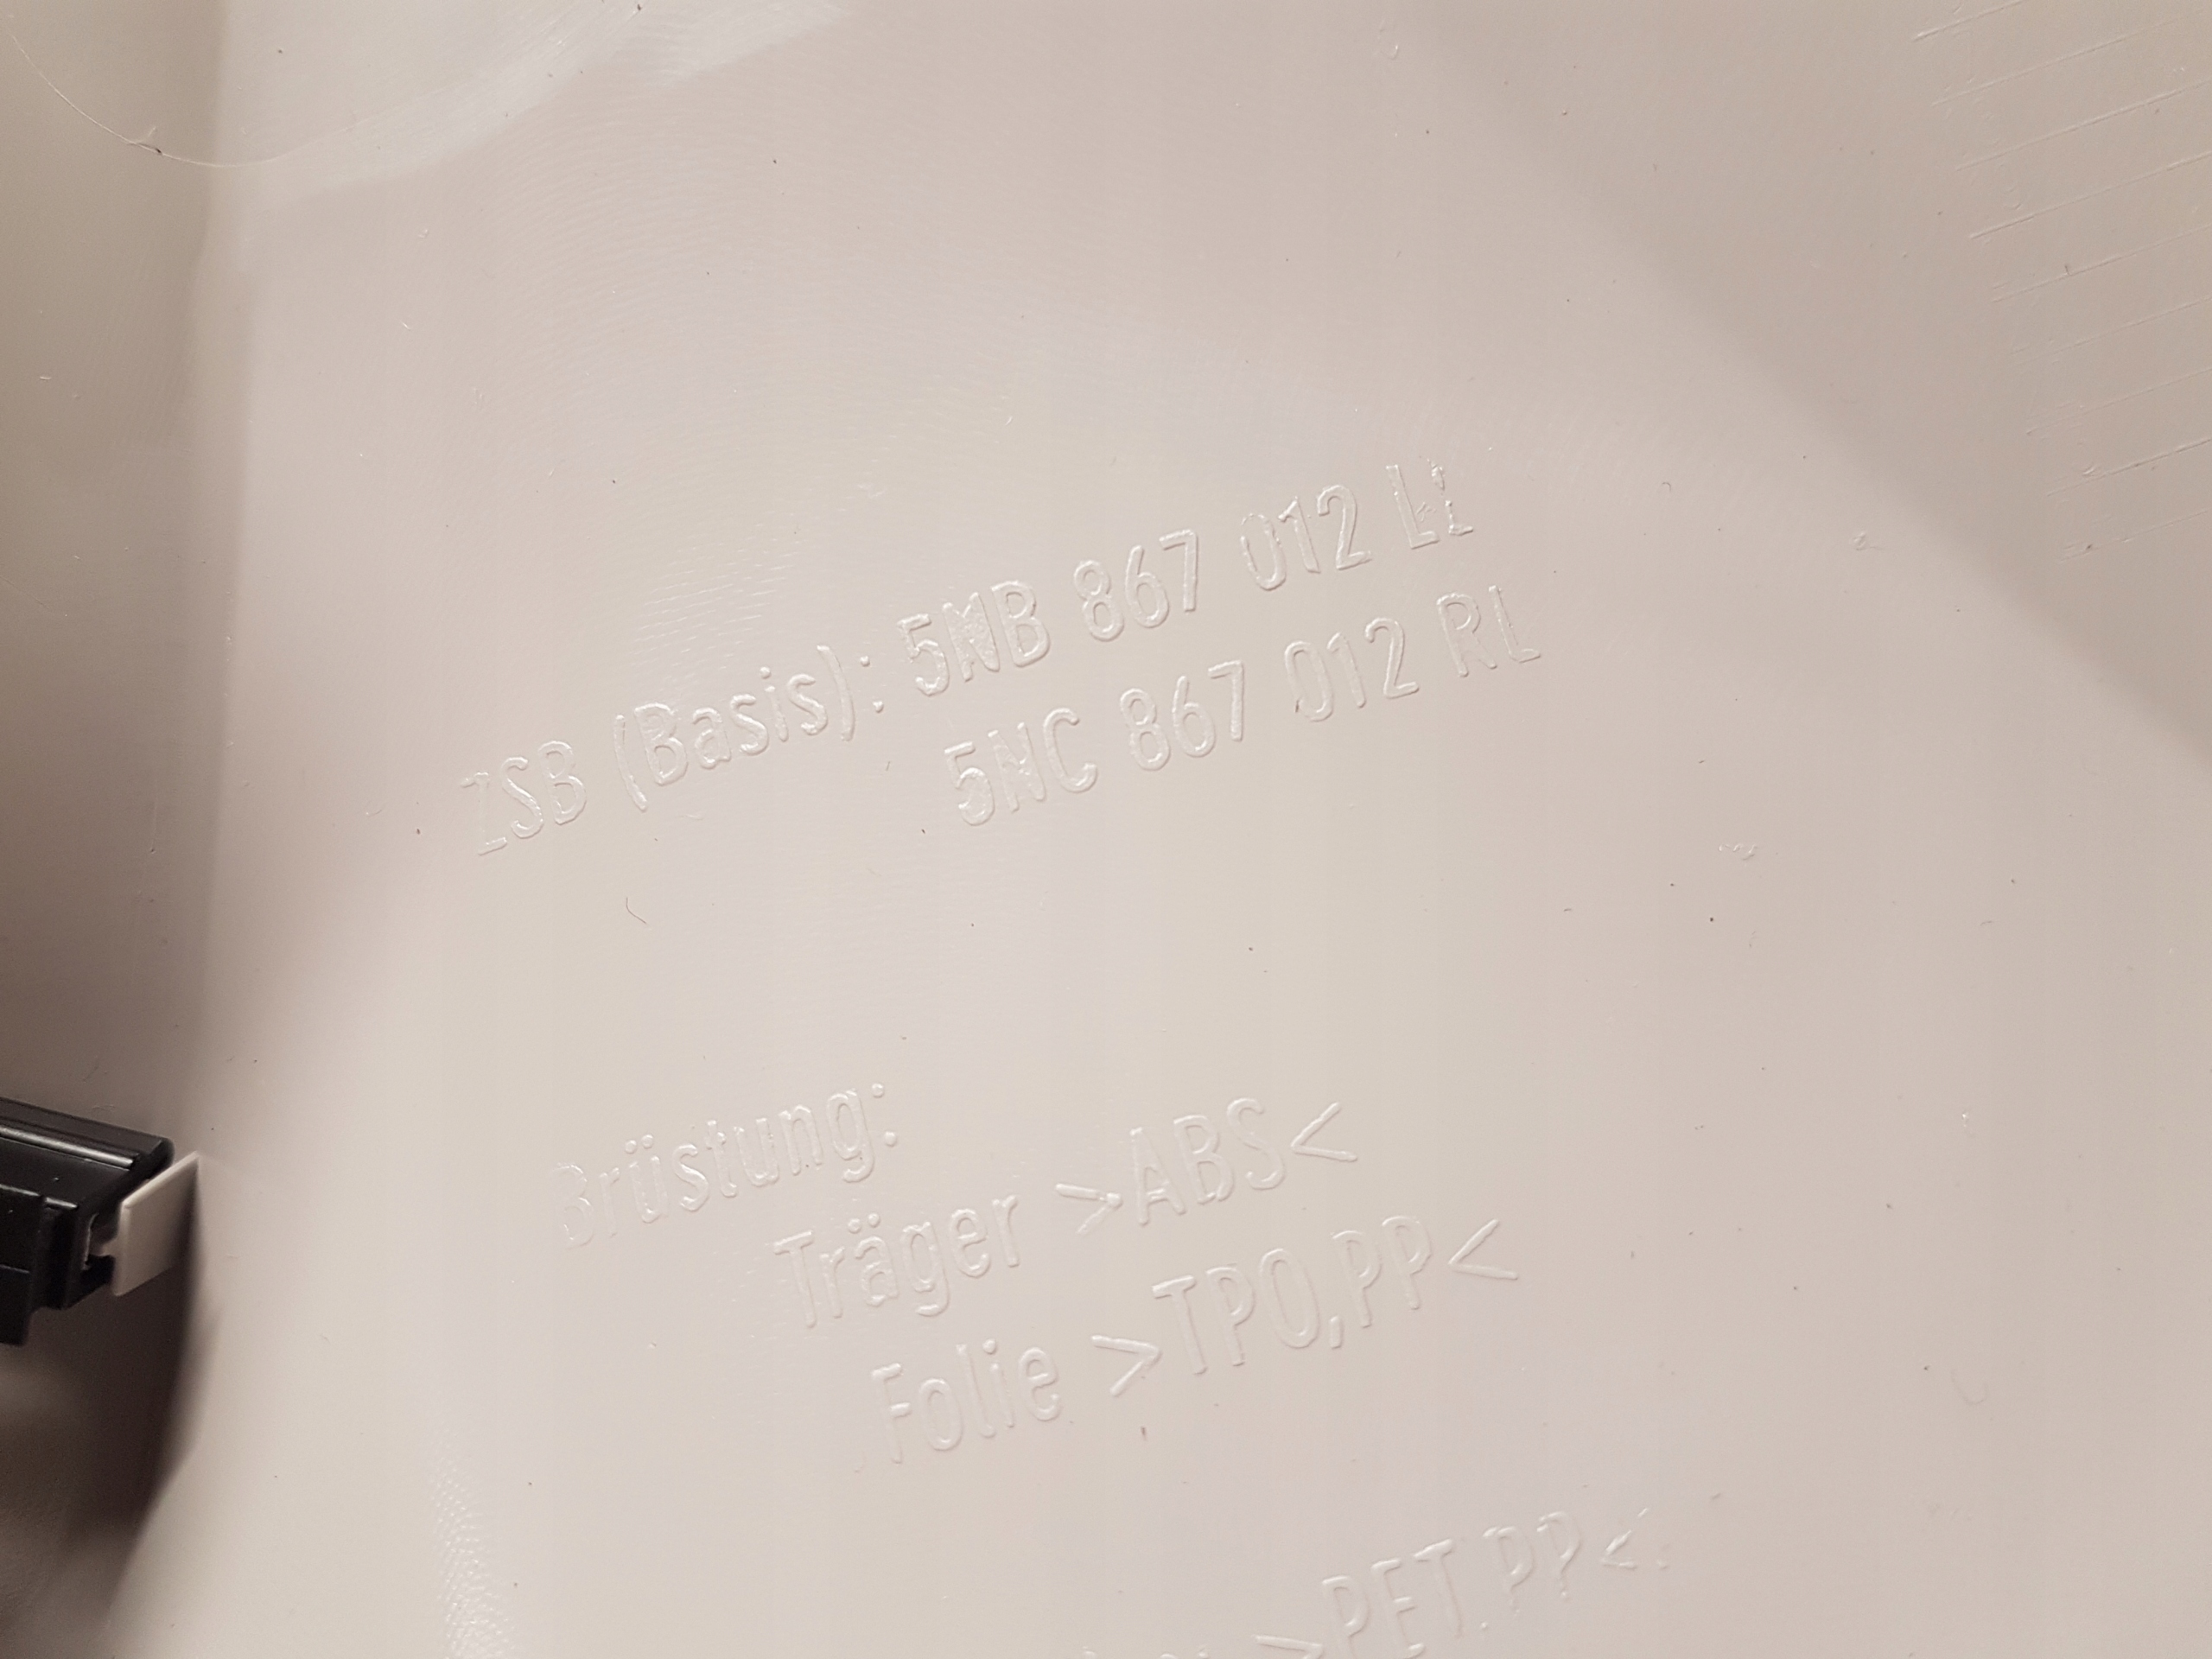 ZSB (Basis): 5NB 867 012 LL
5NC 867 012 RL
Brüstung:
Träger >ABS<
Folie >TPO,PP<
>PET.PP<